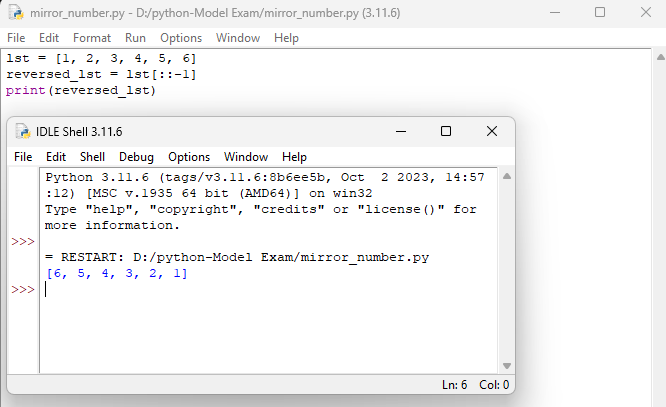 mirror_number.py - D:/python-Model Exam/mirror_number.py (3.11.6)
File Edit Format Run Options Window Help
lst = [1, 2, 3, 4, 5, 6]
reversed_lst = lst[::-1]
print(reversed_lst)
IDLE Shell 3.11.6
File Edit Shell Debug Options Window Help
Python 3.11.6 (tags/v3.11.6:8b6ee5b, Oct  2 2023, 14:57
:12) [MSC v.1935 64 bit (AMD64)] on win32
Type "help", "copyright", "credits" or "license()" for
more information.
>>>
= RESTART: D:/python-Model Exam/mirror_number.py
[6, 5, 4, 3, 2, 1]
>>>
Ln: 6 Col: 0